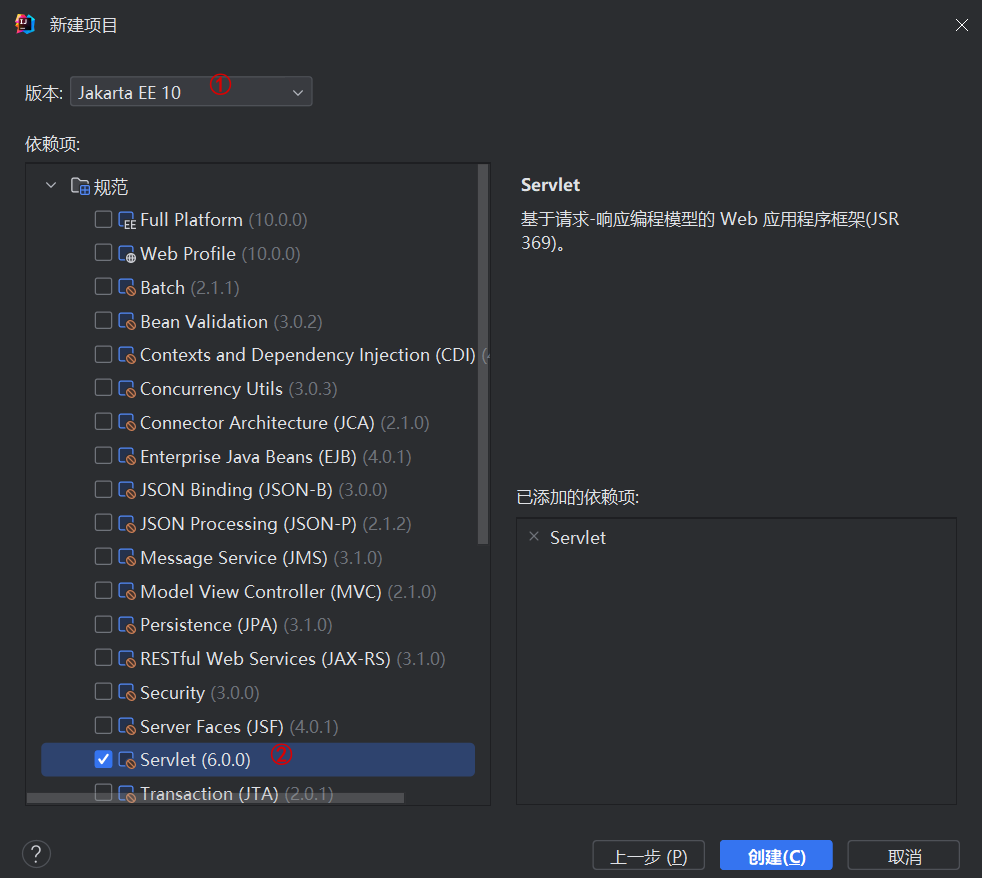 新建项目
版本: Jakarta EE 10 ①
依赖项:
规范
Full Platform (10.0.0)
Web Profile (10.0.0)
Batch (2.1.1)
Bean Validation (3.0.2)
Contexts and Dependency Injection (CDI)
Concurrency Utils (3.0.3)
Connector Architecture (JCA) (2.1.0)
Enterprise Java Beans (EJB) (4.0.1)
JSON Binding (JSON-B) (3.0.0)
JSON Processing (JSON-P) (2.1.2)
Message Service (JMS) (3.1.0)
Model View Controller (MVC) (2.1.0)
Persistence (JPA) (3.1.0)
RESTful Web Services (JAX-RS) (3.1.0)
Security (3.0.0)
Server Faces (JSF) (4.0.1)
Servlet (6.0.0) ②
Transaction (JTA) (2.0.1)
Servlet
基于请求-响应编程模型的 Web 应用程序框架(JSR
369)。
已添加的依赖项:
Servlet
?
上一步 (P)
创建(C)
取消